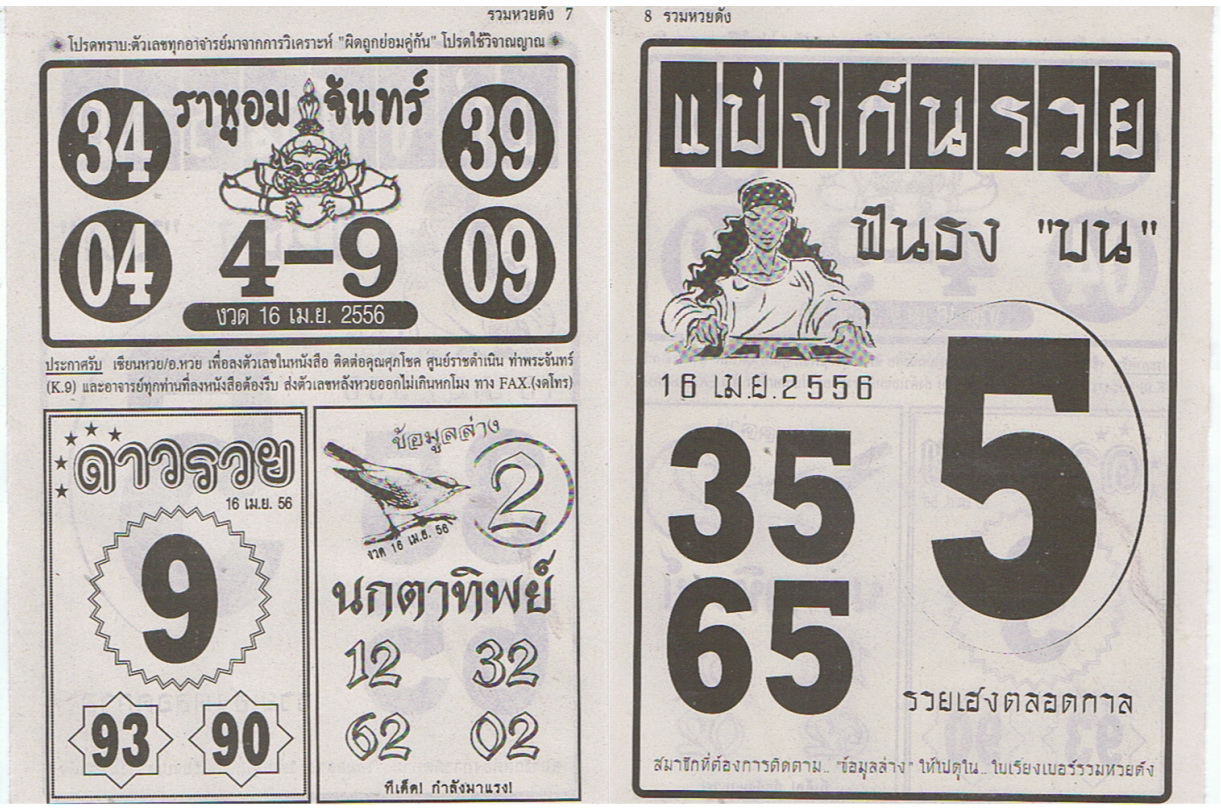 รวมหวยดัง 7
โปรดทราบ:ตัวเลขทุกอาจารย์มาจากการวิเคราะห์ "ผิดถูกย่อมคู่กัน" โปรดใช้วิจาณญาณ
ราหูอมจันทร์
34 39
04 4-9 09
งวด 16 เม.ย. 2556
ประกาศรับ เซียนหวย/อ.หวย เพื่อลงตัวเลขในหนังสือ ติดต่อคุณศุภโชค ศูนย์ราชดำเนิน ท่าพระจันทร์
(K.9) และอาจารย์ทุกท่านที่ลงหนังสือต้องรีบ ส่งตัวเลขหลังหวยออกไม่เกินหกโมง ทาง FAX.(งดโทร)
ดาวรวย
16 เม.ย. 56
9
93 90
ข้อมูลล่าง
2
งวด 16 เม.ย. 56
นกตาทิพย์
12 32
62 02
ทีเด็ด! กำลังมาแรง!
8 รวมหวยดัง
แบ่งกันรวย
ฟันธง "บน"
16 เม.ย.2556
5
35
65
รวยเฮงตลอดกาล
สมาชิกที่ต้องการติดตาม.. "ข้อมูลล่าง" ให้ไปดูใน.. ใบเรียงเบอร์รวมหวยดัง